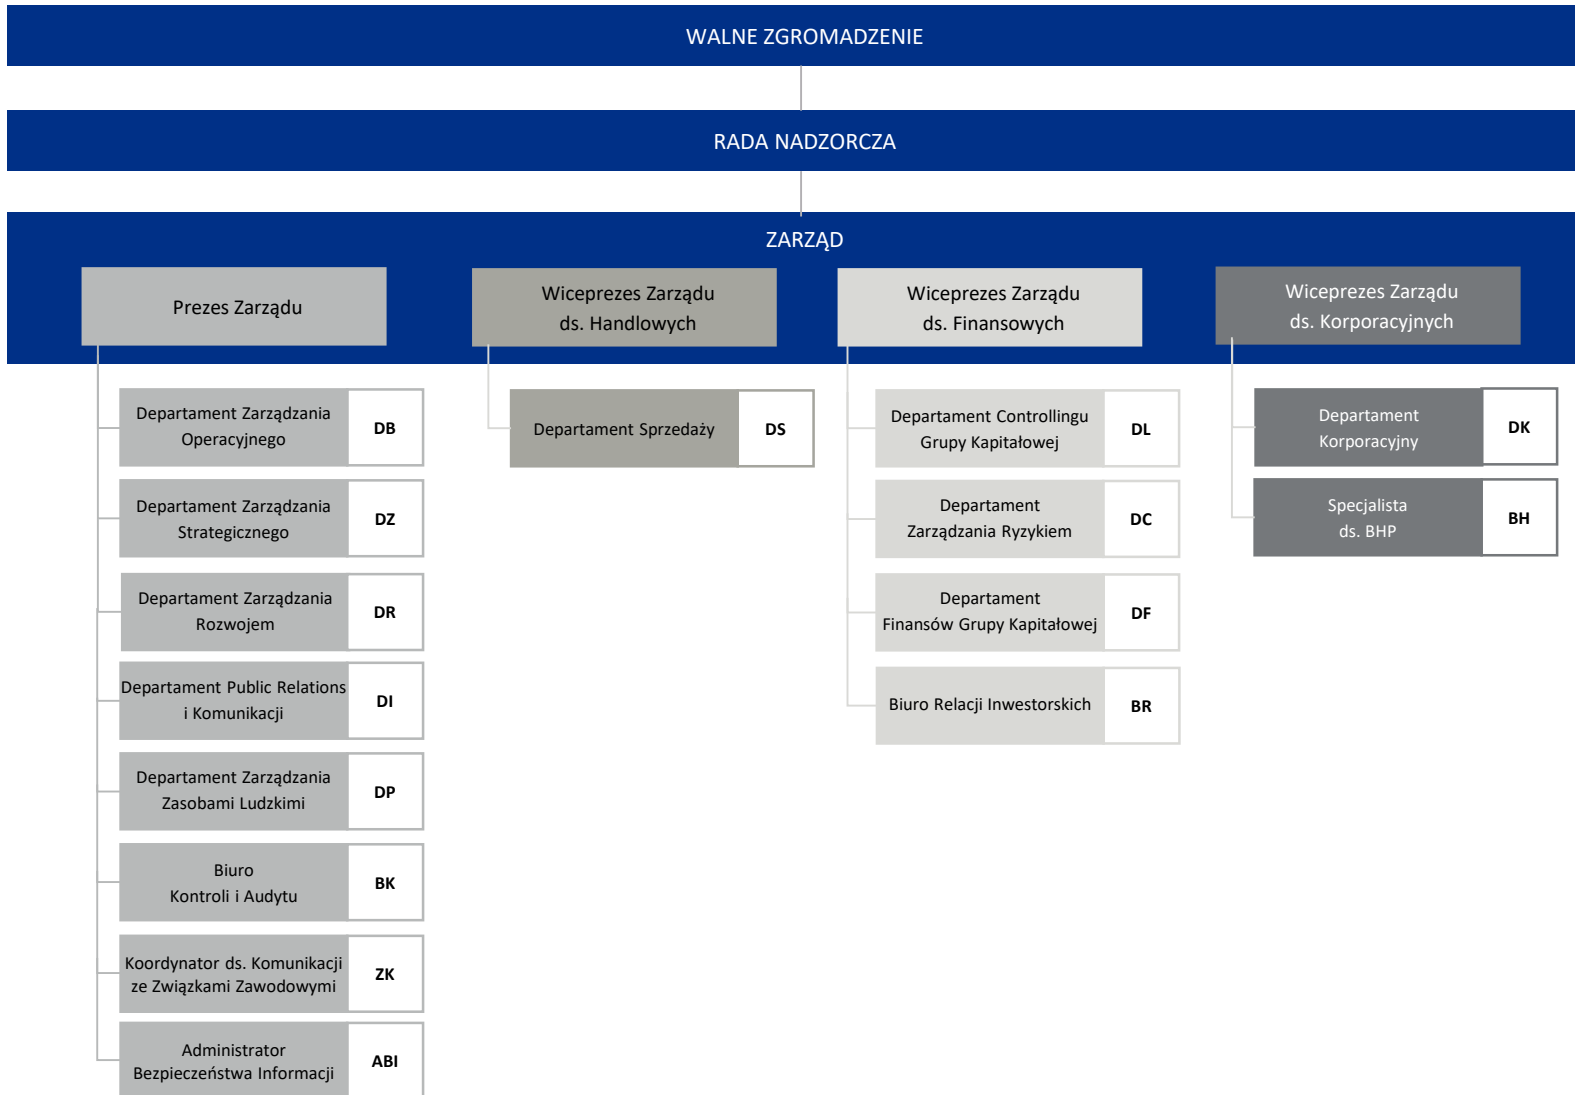 WALNE ZGROMADZENIE
RADA NADZORCZA
ZARZĄD
Prezes Zarządu
Departament Zarządzania
Operacyjnego
DB
Departament Zarządzania
Strategicznego
DZ
Departament Zarządzania
Rozwojem
DR
Departament Public Relations
i Komunikacji
DI
Departament Zarządzania
Zasobami Ludzkimi
DP
Biuro
Kontroli i Audytu
BK
Koordynator ds. Komunikacji
ze Związkami Zawodowymi
ZK
Administrator
Bezpieczeństwa Informacji
ABI
Wiceprezes Zarządu
ds. Handlowych
Departament Sprzedaży
DS
Wiceprezes Zarządu
ds. Finansowych
Departament Controllingu
Grupy Kapitałowej
DL
Departament
Zarządzania Ryzykiem
DC
Departament
Finansów Grupy Kapitałowej
DF
Biuro Relacji Inwestorskich
BR
Wiceprezes Zarządu
ds. Korporacyjnych
Departament
Korporacyjny
DK
Specjalista
ds. BHP
BH